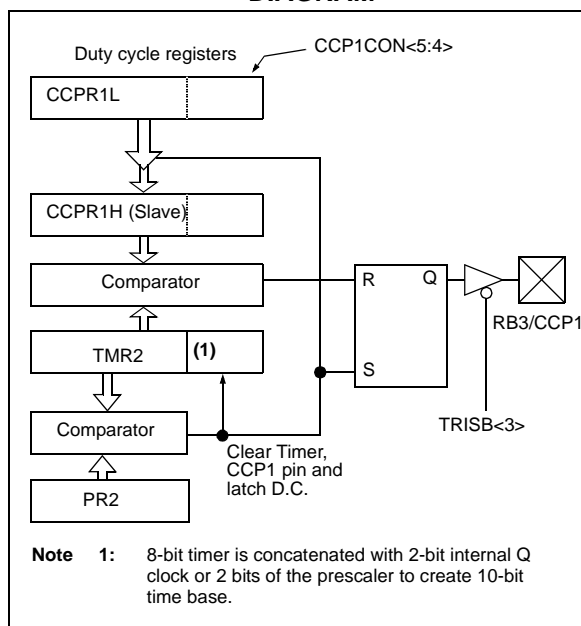 DIAGRAM
Duty cycle registers
CCP1CON<5:4>
CCPR1L
CCPR1H (Slave)
Comparator
R
Q
RB3/CCP1
TMR2
(1)
S
TRISB<3>
Comparator
Clear Timer,
CCP1 pin and
latch D.C.
PR2
Note 1: 8-bit timer is concatenated with 2-bit internal Q
clock or 2 bits of the prescaler to create 10-bit
time base.